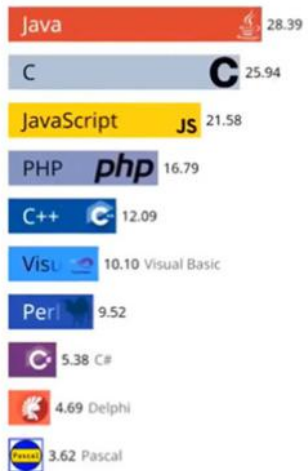 Java 28.39
C C 25.94
JavaScript JS 21.58
PHP php 16.79
C++ C++ 12.09
Visu 10.10 Visual Basic
Perl 9.52
C 5.38 C#
4.69 Delphi
Pascal 3.62 Pascal